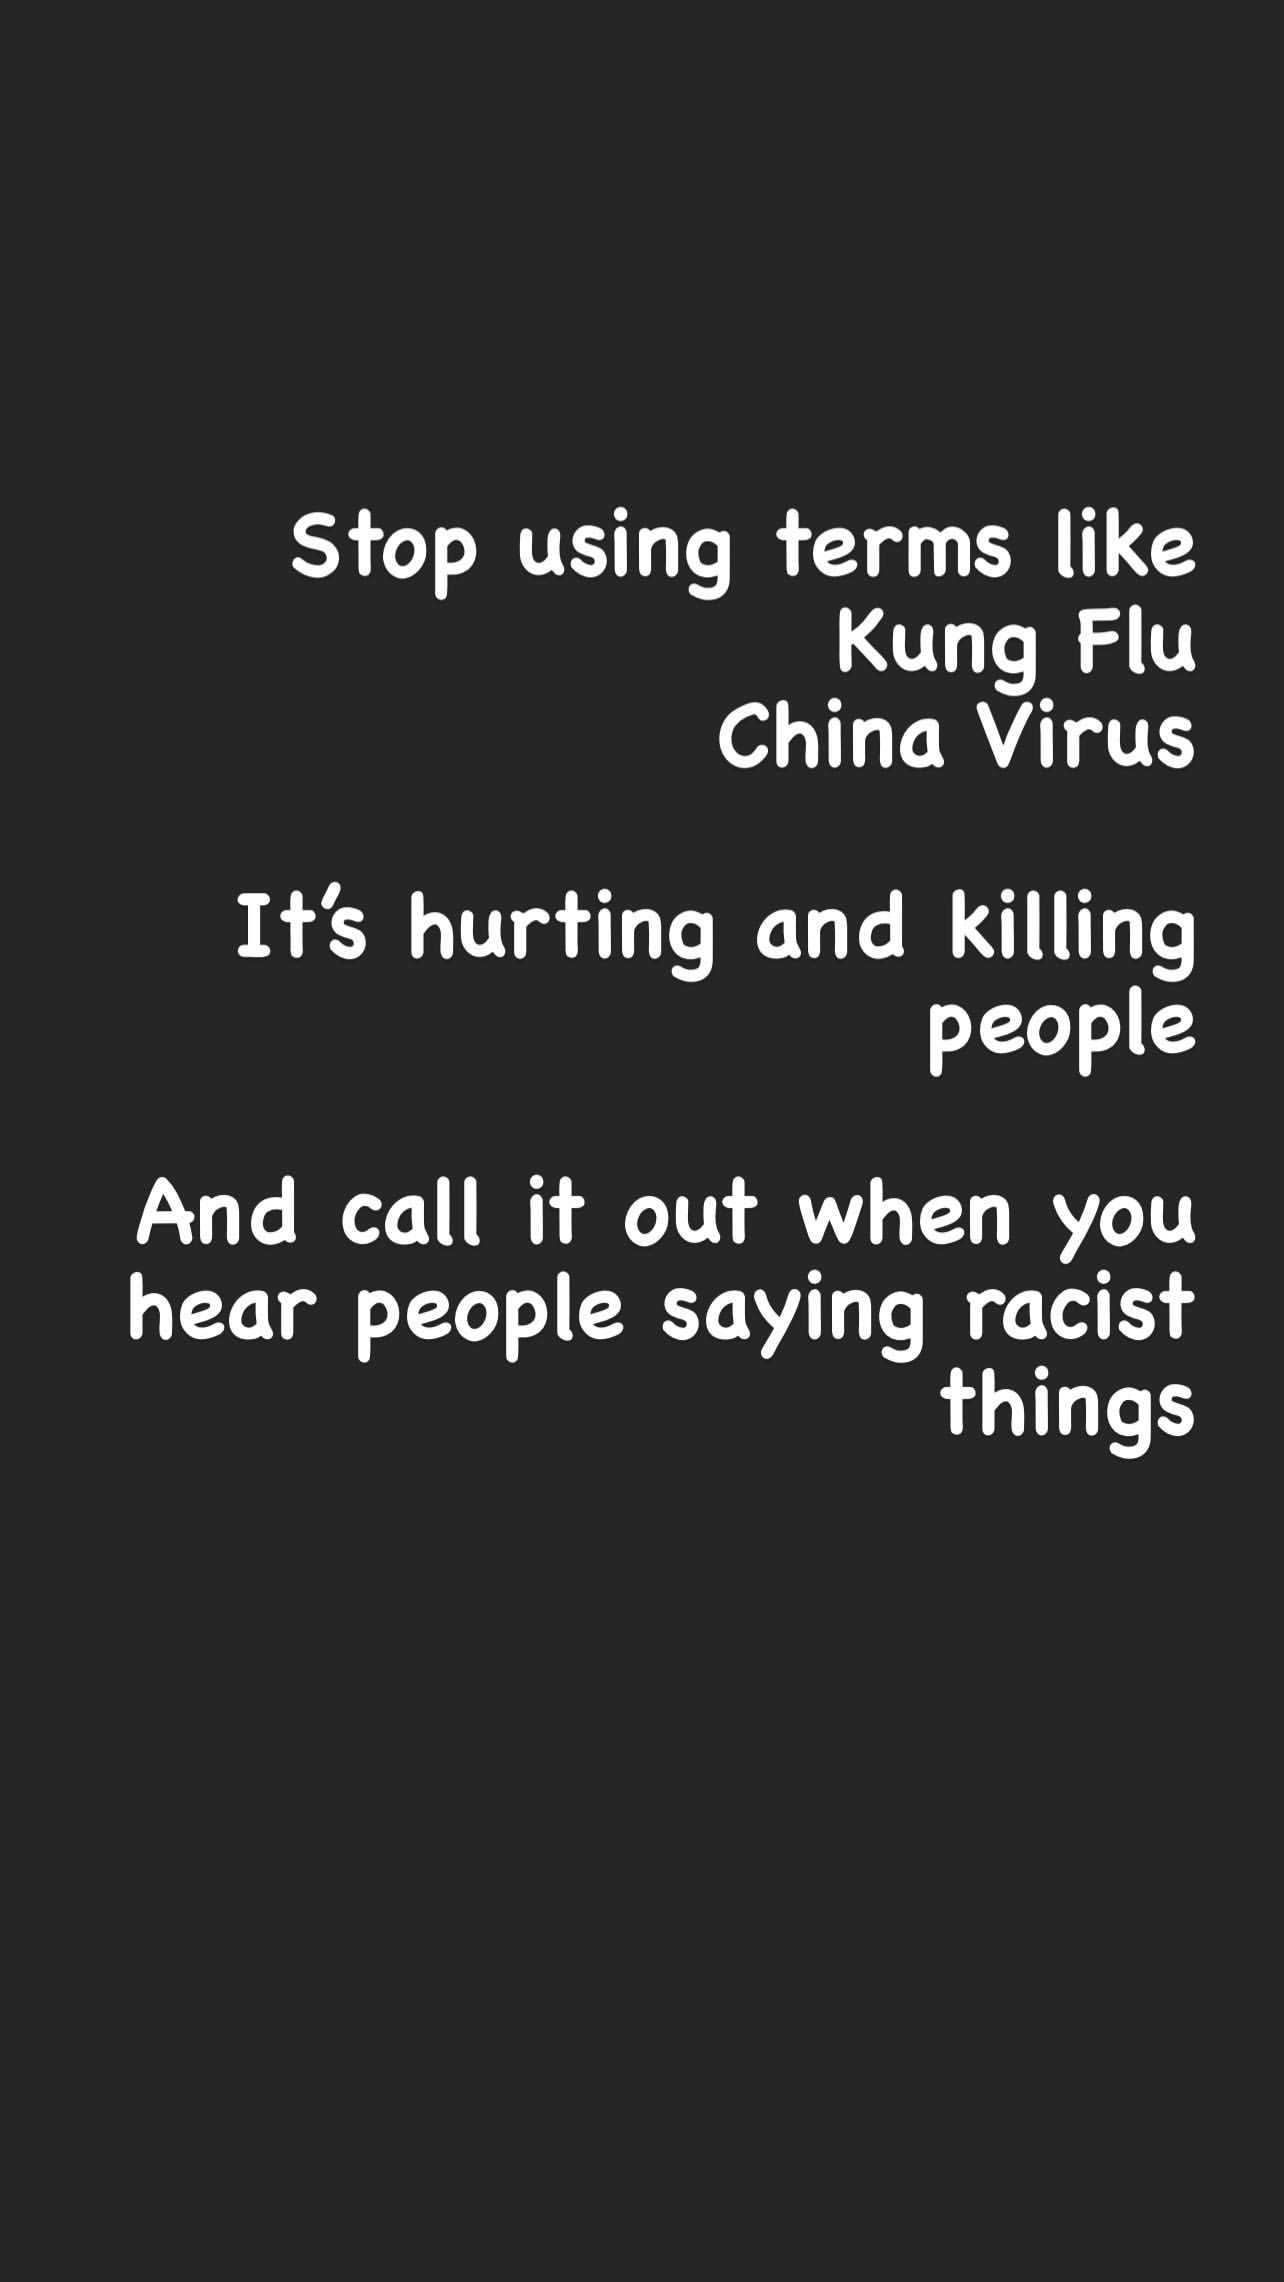 Stop using terms like
Kung Flu
China Virus
It's hurting and killing
people
And call it out when you
hear people saying racist
things